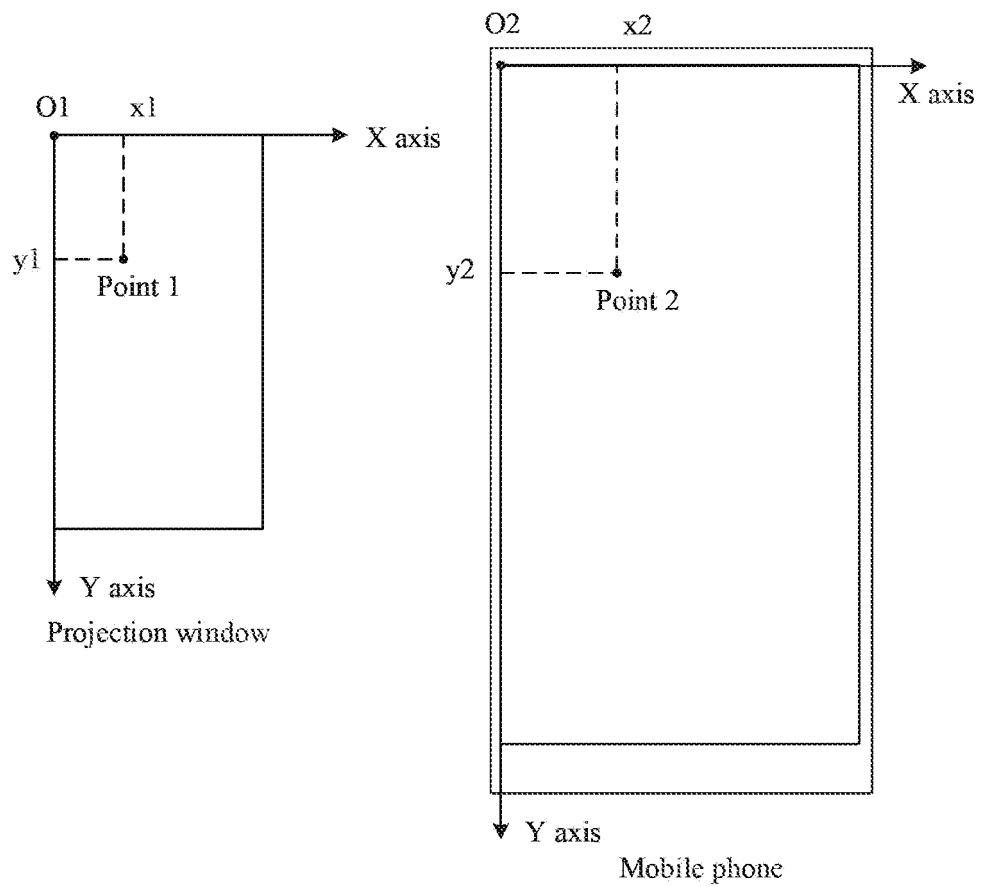 O1
x1
X axis
y1
Point 1
Y axis
Projection window
O2
x2
X axis
y2
Point 2
Y axis
Mobile phone